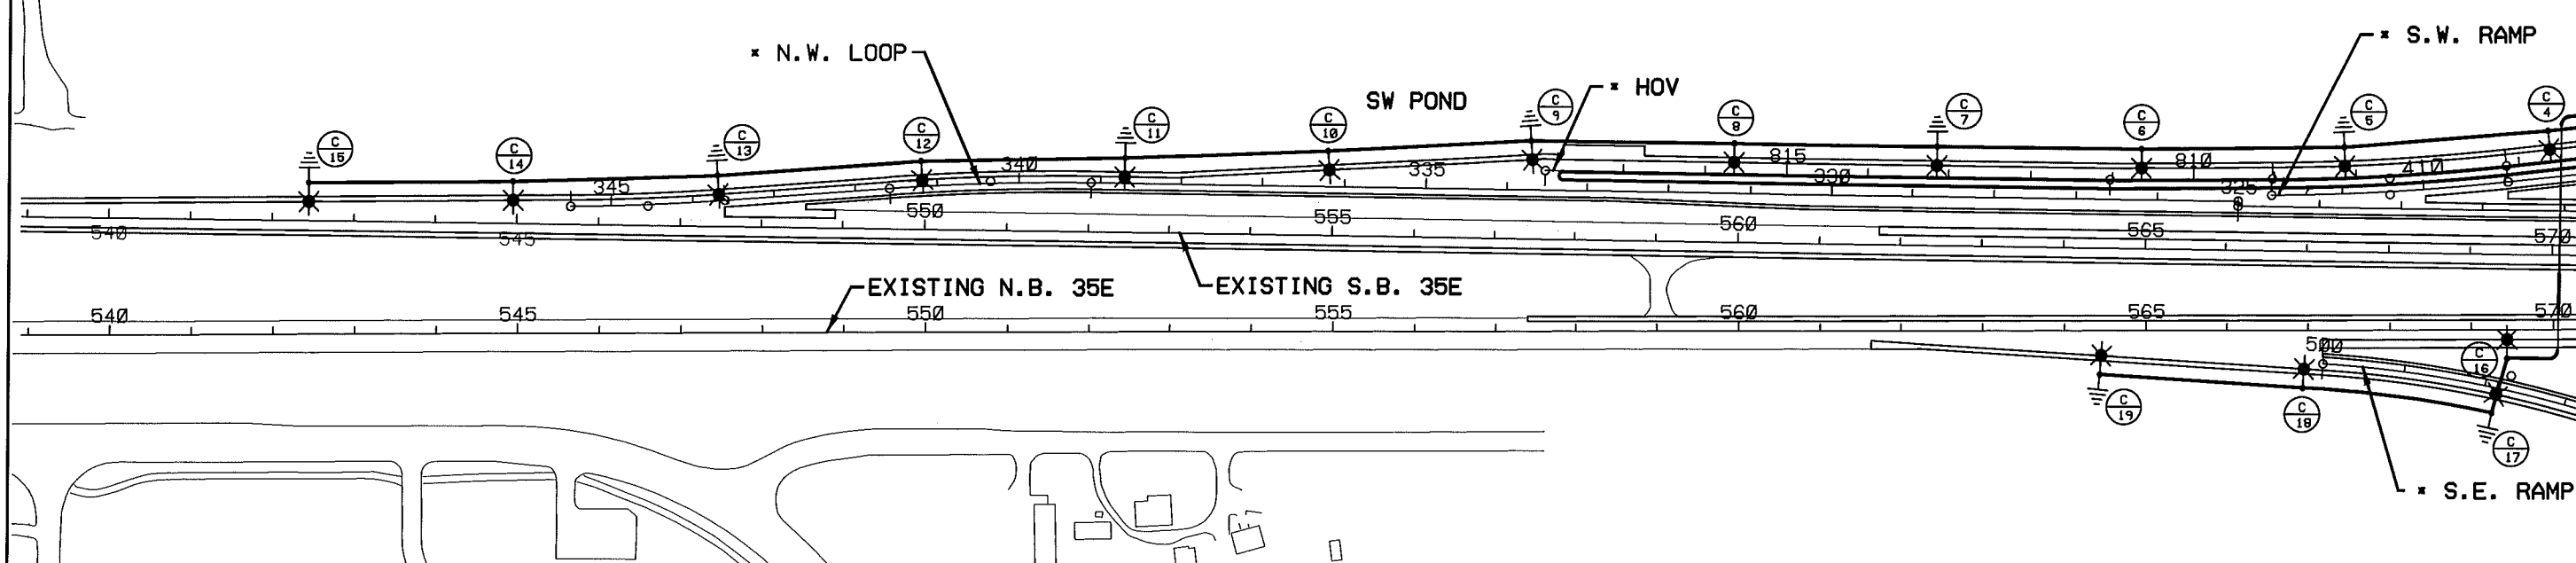 * S.W. RAMP
* N.W. LOOP
* HOV
SW POND
C 15
C 14
C 13
C 12
C 11
C 10
C 9
C 8
C 7
C 6
C 5
C 4
345
340
335
815
330
810
325
410
540
545
550
555
560
565
570
EXISTING N.B. 35E
EXISTING S.B. 35E
540
545
550
555
560
565
570
500
C 16
C 19
C 18
C 17
* S.E. RAMP